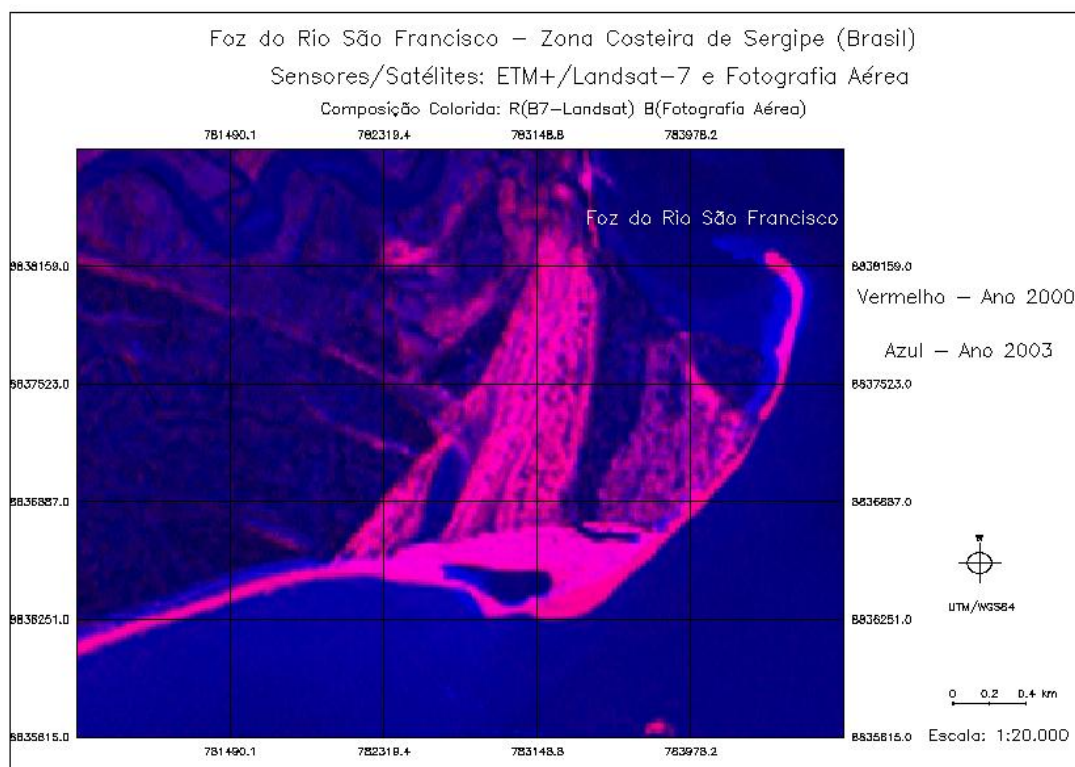 Foz do Rio São Francisco – Zona Costeira de Sergipe (Brasil)
Sensores/Satélites: ETM+/Landsat–7 e Fotografia Aérea
Composição Colorida: R(B7–Landsat) B(Fotografia Aérea)
781490.1 782319.4 783148.8 783978.2
Foz do Rio São Francisco
8838159.0 8838159.0
Vermelho – Ano 2000
Azul – Ano 2003
8837523.0 8837523.0
8836887.0 8836887.0
N
UTM/WGS84
8836251.0 8836251.0
0 0.2 0.4 km
8835615.0 8835615.0
Escala: 1:20.000
781490.1 782319.4 783148.8 783978.2